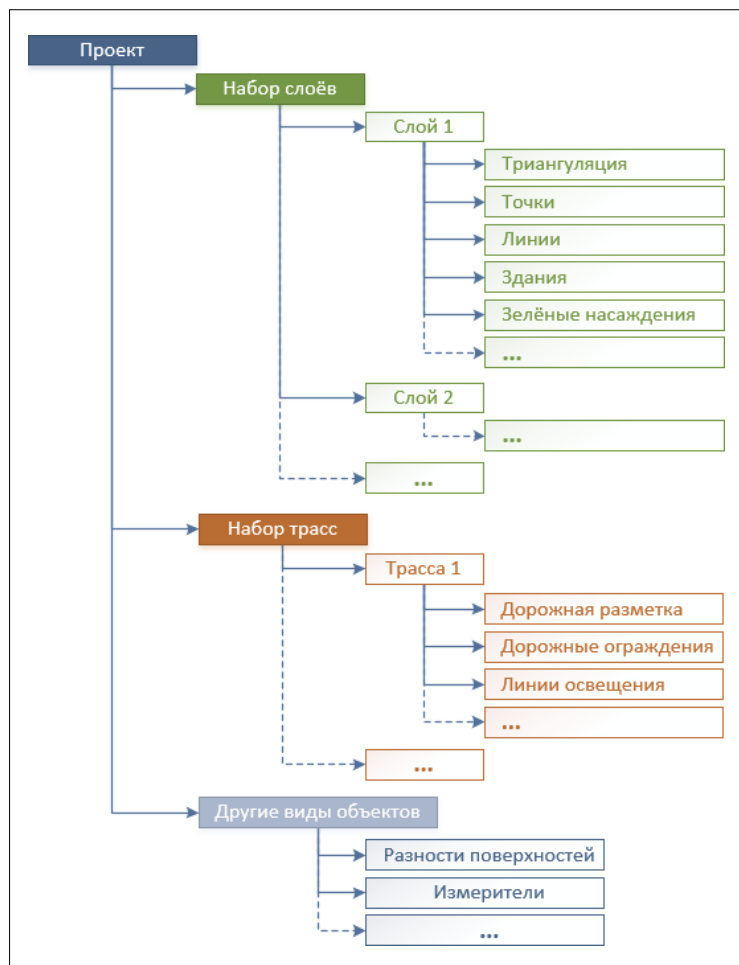 Проект
Набор слоёв
Слой 1
Триангуляция
Точки
Линии
Здания
Зелёные насаждения
...
Слой 2
...
...
Набор трасс
Трасса 1
Дорожная разметка
Дорожные ограждения
Линии освещения
...
...
Другие виды объектов
Разности поверхностей
Измерители
...